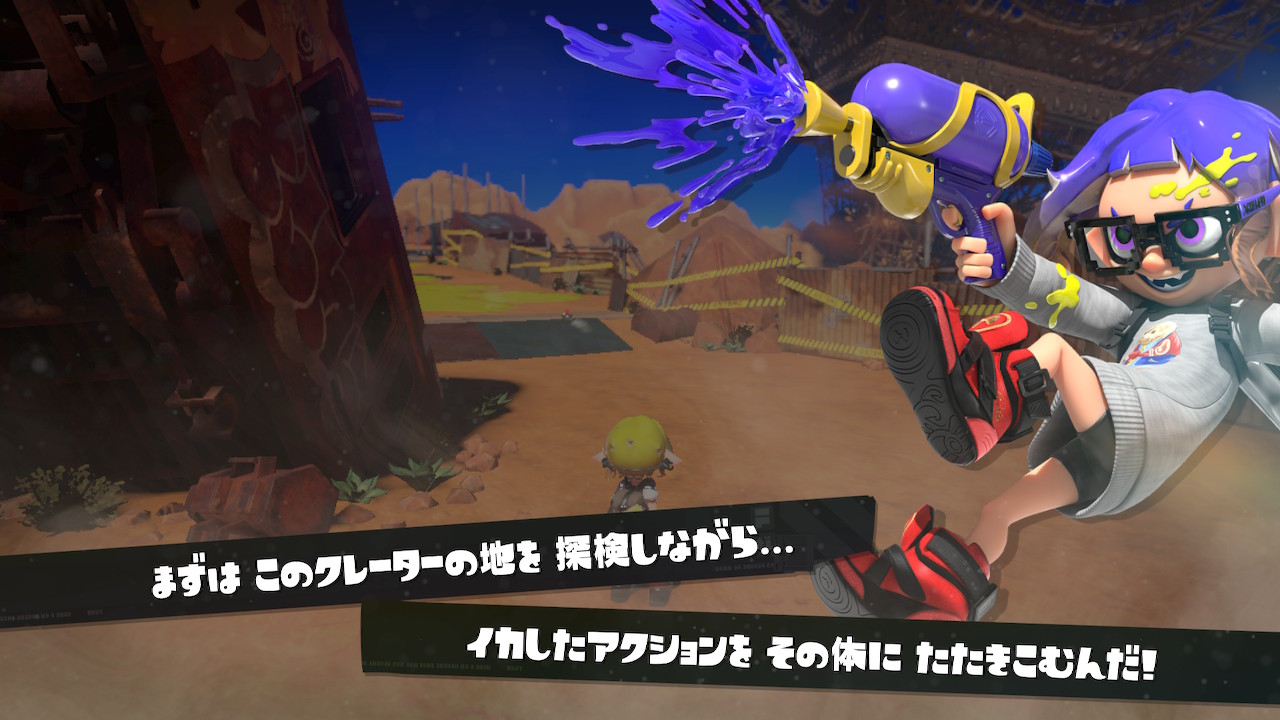 まずは このクレーターの地を 探検しながら…
イカしたアクションを その体に たたきこむんだ!